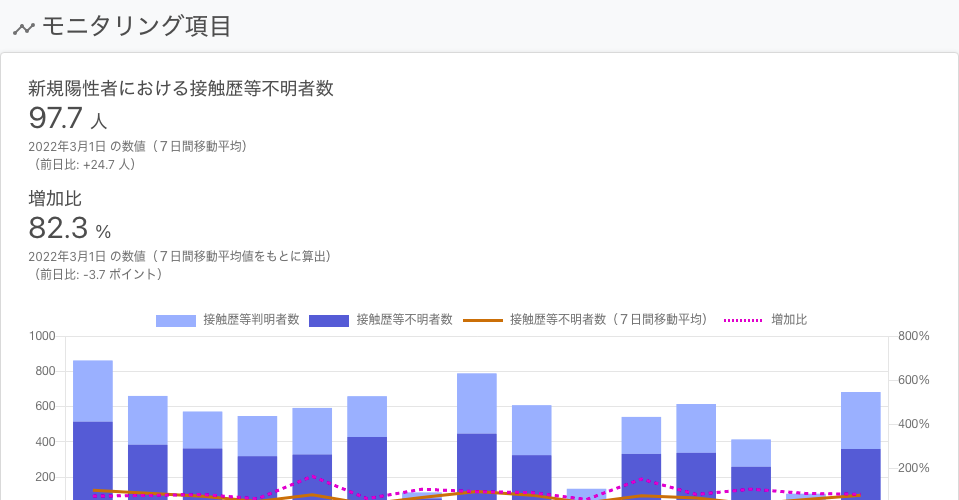 モニタリング項目
新規陽性者における接触歴等不明者数
97.7 人
2022年3月1日 の数値（７日間移動平均）
（前日比: +24.7 人）
増加比
82.3 %
2022年3月1日 の数値（７日間移動平均値をもとに算出）
（前日比: -3.7 ポイント）
接触歴等判明者数 接触歴等不明者数 接触歴等不明者数（７日間移動平均） 増加比
1000 800%
800
600%
600
400 400%
200 200%